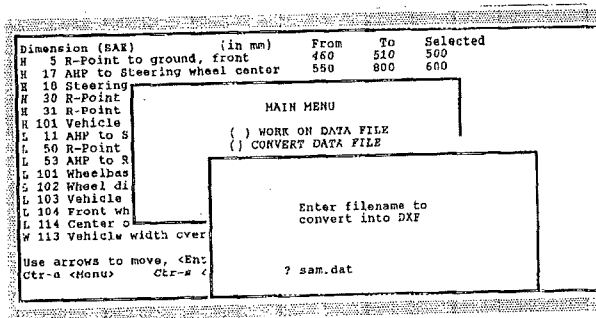 Dimension (SAE) (in mm) From To Selected
H 5 R-Point to ground, front 460 510 500
H 17 AHP to Steering wheel center 550 800 600
H 18 Steering
H 30 R-Point
H 31 R-Point
H 101 Vehicle
L 11 AHP to S
L 50 R-Point
L 53 AHP to R
L 101 Wheelbas
L 102 Wheel di
L 103 Vehicle
L 104 Front wh
L 114 Center o
W 113 Vehicle width over
Use arrows to move, <Ent
Ctr-a <Menu> Ctr-s <
MAIN MENU
( ) WORK ON DATA FILE
() CONVERT DATA FILE
Enter filename to
convert into DXF
? sam.dat